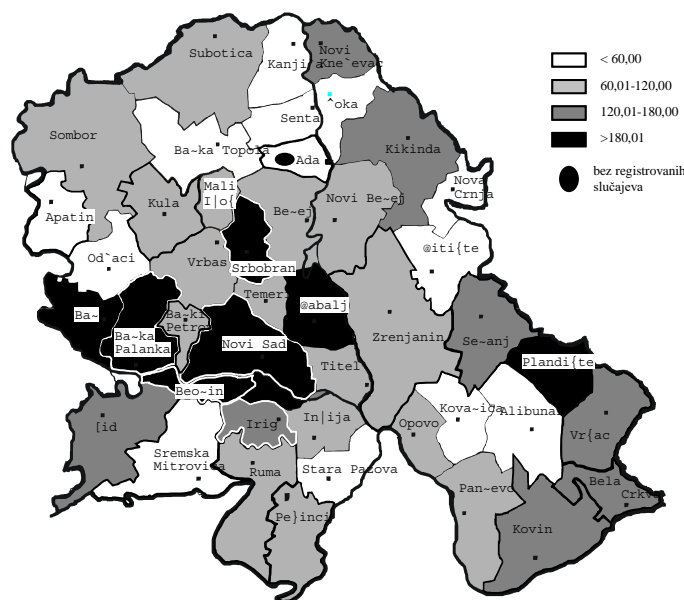 Subotica
Kanji
Novi
Kne`evac
< 60,00
60,01-120,00
120,01-180,00
>180,01
bez registrovanih
slučajeva
Senta
^oka
Sombor
Ba~ka Topola
Ada
Kikinda
Mali
I|o{
Nova
Crnja
Apatin
Kula
Be~ej
Novi Be~ej
Od`aci
Vrbas
Srbobran
@iti{te
Temeri
@abalj
Ba~
Ba~ka
Palanka
Ba~ki
Petro
Novi Sad
Zrenjanin
Se~anj
Plandi{te
Titel
Beo~in
[id
Irig
In|ija
Opovo
Kova~ica
Alibuna
Vr{ac
Sremska
Mitrovica
Ruma
Stara Pazova
Pan~evo
Bela
Crkva
Pe}inci
Kovin